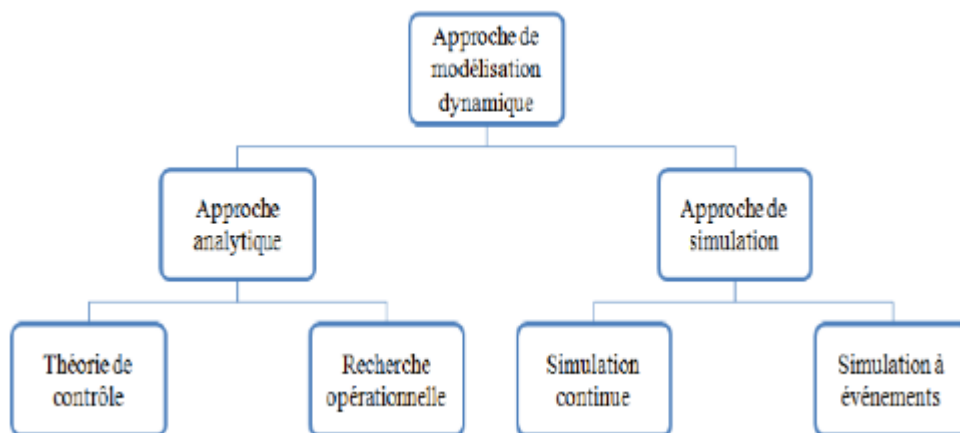 Approche de
modélisation
dynamique
Approche
analytique
Approche de
simulation
Théorie de
contrôle
Recherche
opérationnelle
Simulation
continue
Simulation à
événements